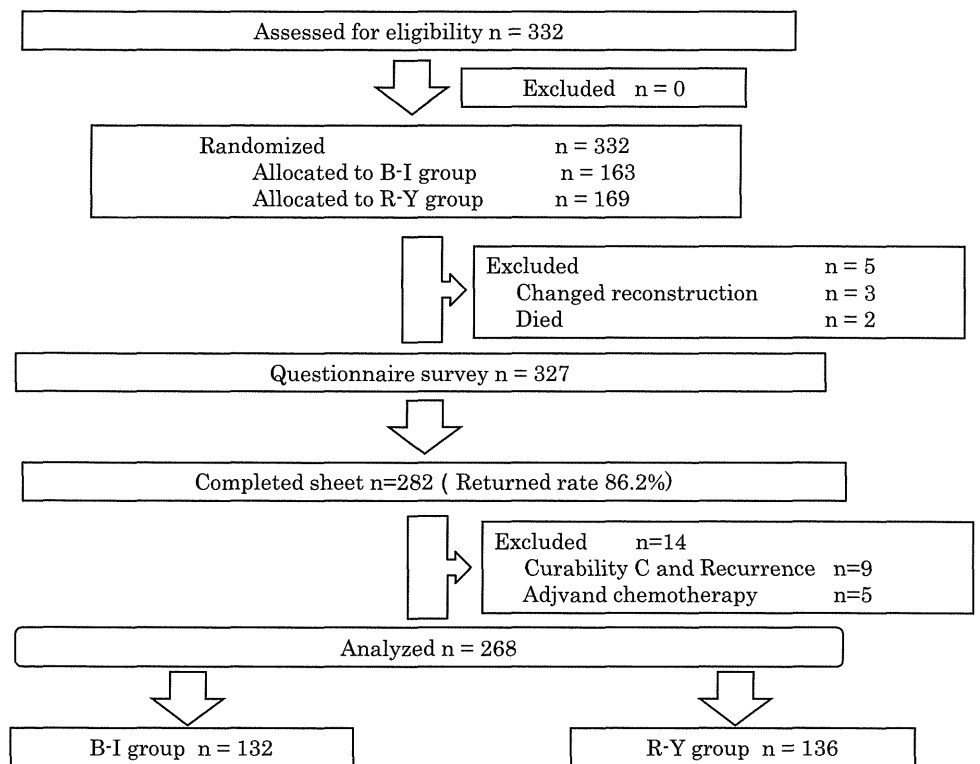 Assessed for eligibility n = 332
Excluded n = 0
Randomized n = 332
Allocated to B-I group n = 163
Allocated to R-Y group n = 169
Excluded n = 5
Changed reconstruction n = 3
Died n = 2
Questionnaire survey n = 327
Completed sheet n=282 ( Returned rate 86.2%)
Excluded n=14
Curability C and Recurrence n=9
Adjvand chemotherapy n=5
Analyzed n = 268
B-I group n = 132
R-Y group n = 136